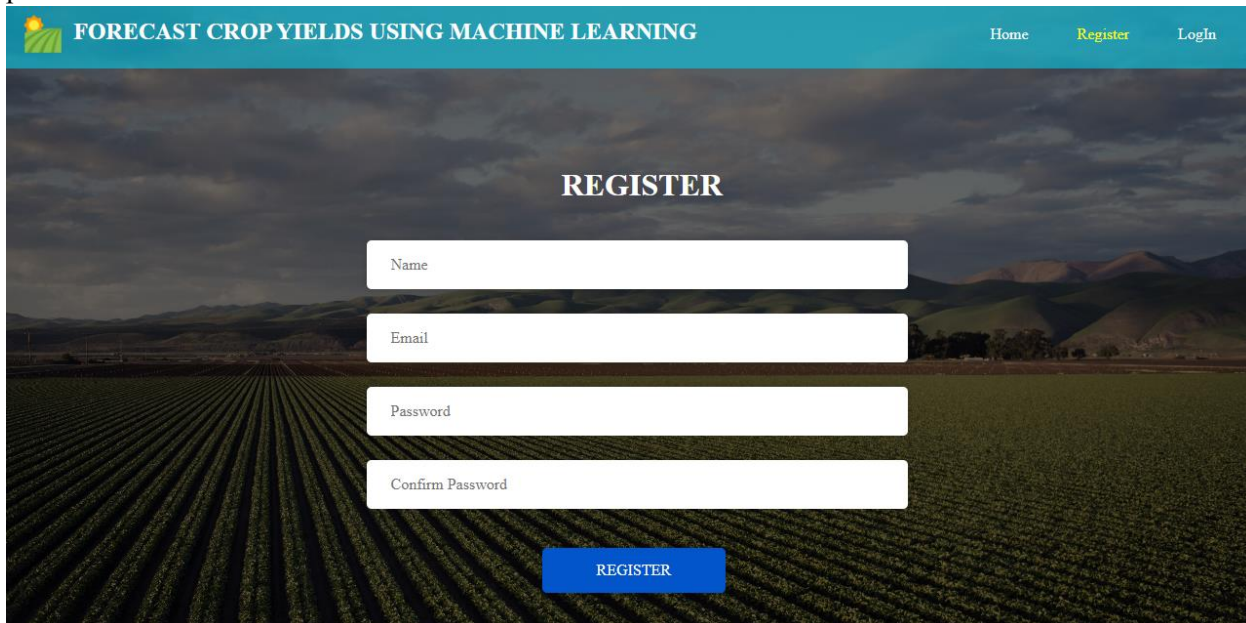 FORECAST CROP YIELDS USING MACHINE LEARNING
Home Register LogIn
REGISTER
Name
Email
Password
Confirm Password
REGISTER